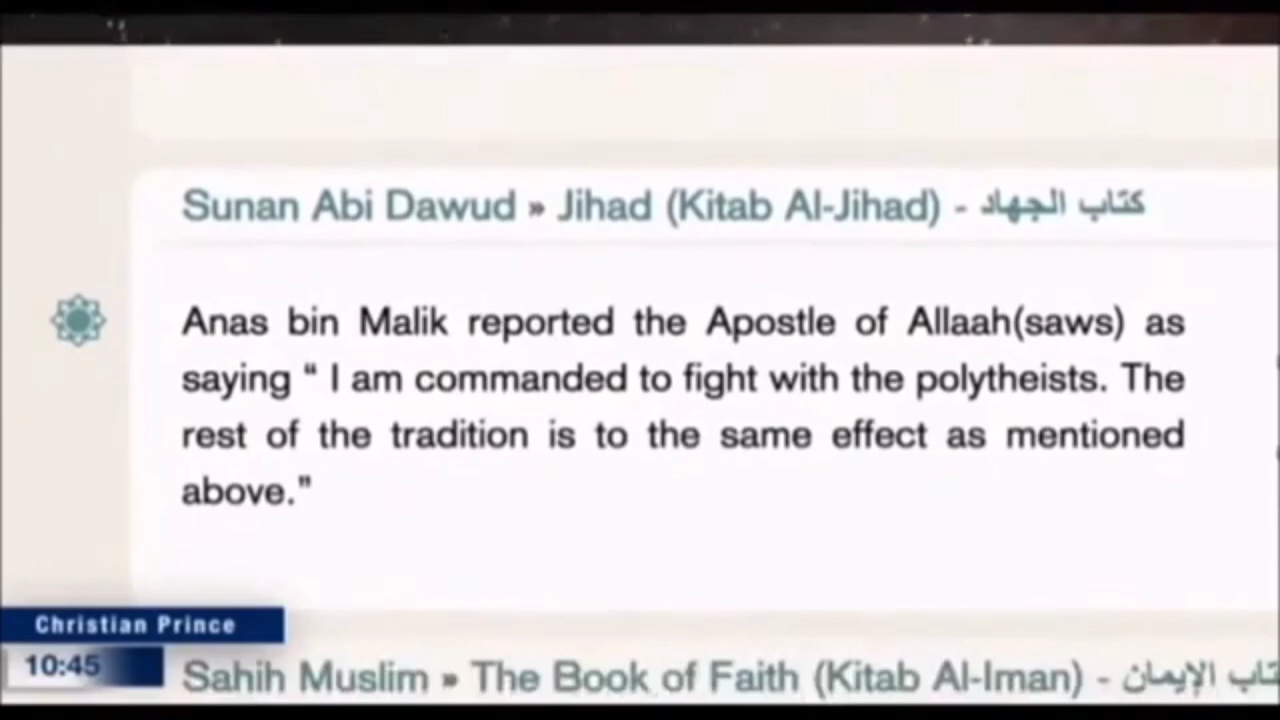 Sunan Abi Dawud » Jihad (Kitab Al-Jihad) - كتاب الجهاد
Anas bin Malik reported the Apostle of Allaah(saws) as
saying “ I am commanded to fight with the polytheists. The
rest of the tradition is to the same effect as mentioned
above.”
Christian Prince
10:45
Sahih Muslim » The Book of Faith (Kitab Al-Iman) - كتاب الإيمان